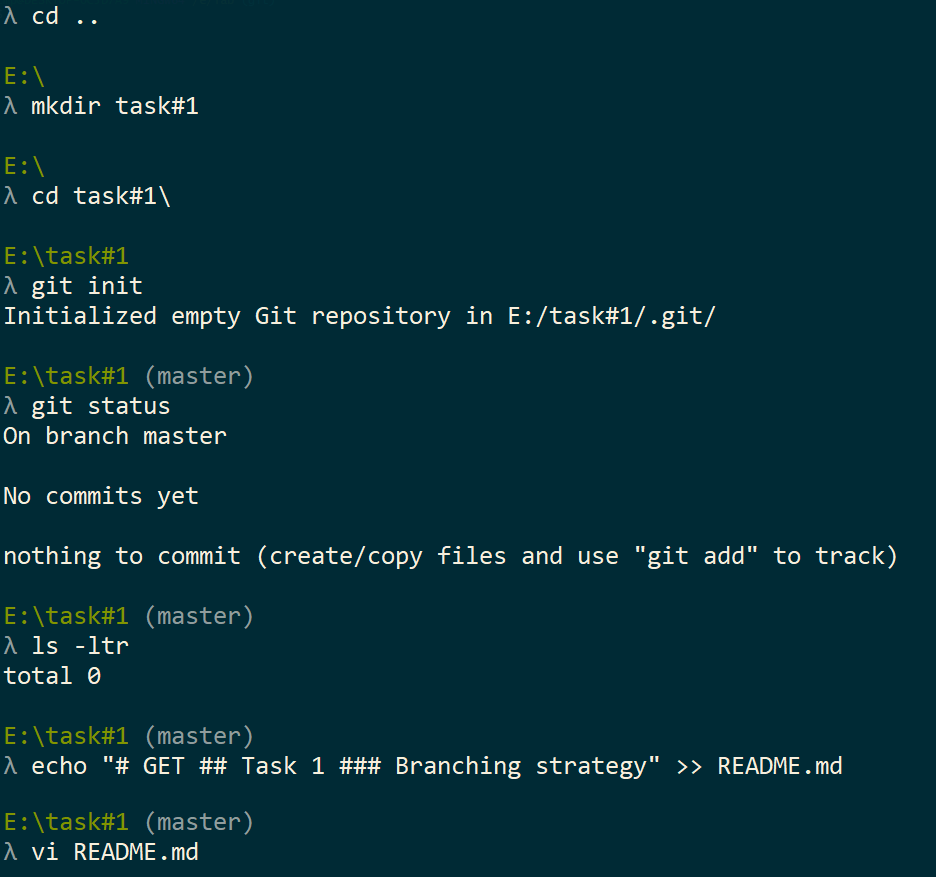 λ cd ..
E:\
λ mkdir task#1
E:\
λ cd task#1\
E:\task#1
λ git init
Initialized empty Git repository in E:/task#1/.git/
E:\task#1 (master)
λ git status
On branch master
No commits yet
nothing to commit (create/copy files and use "git add" to track)
E:\task#1 (master)
λ ls -ltr
total 0
E:\task#1 (master)
λ echo "# GET ## Task 1 ### Branching strategy" >> README.md
E:\task#1 (master)
λ vi README.md